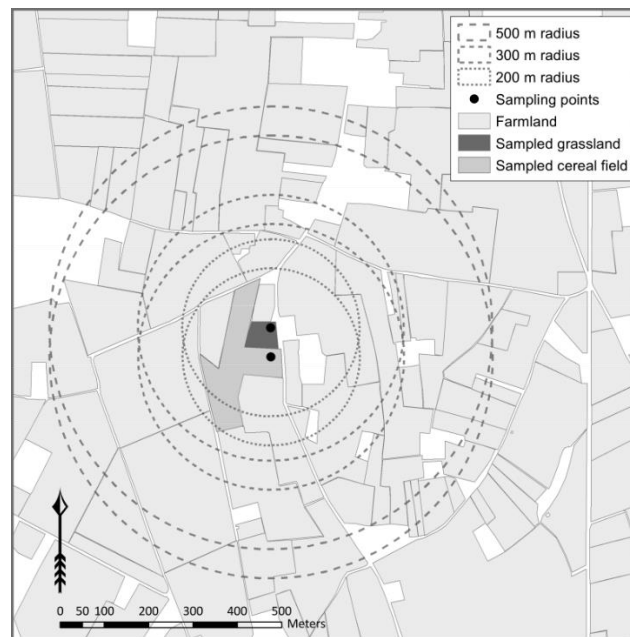 500 m radius
300 m radius
200 m radius
Sampling points
Farmland
Sampled grassland
Sampled cereal field
0 50 100 200 300 400 500
Meters